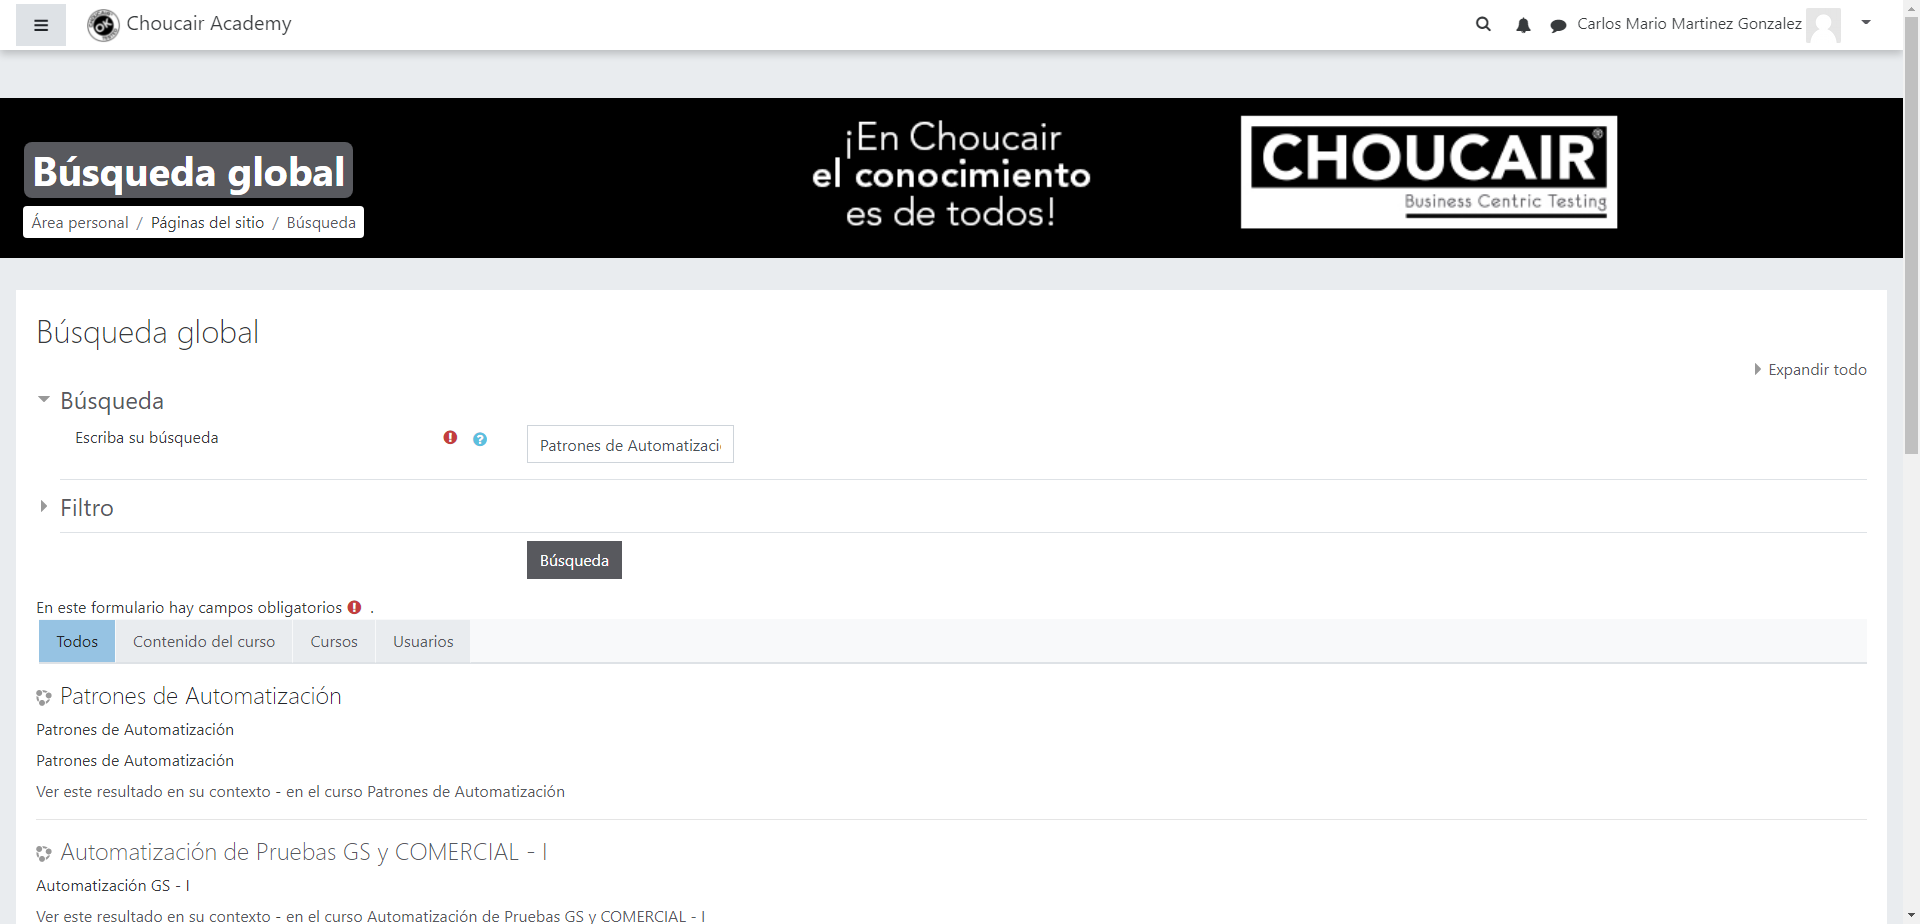 Choucair Academy
Carlos Mario Martinez Gonzalez
Búsqueda global
Área personal / Páginas del sitio / Búsqueda
¡En Choucair
el conocimiento
es de todos!
CHOUCAIR®
Business Centric Testing
Búsqueda global
Expandir todo
Búsqueda
Escriba su búsqueda
Patrones de Automatizaci
Filtro
Búsqueda
En este formulario hay campos obligatorios .
Todos Contenido del curso Cursos Usuarios
Patrones de Automatización
Patrones de Automatización
Patrones de Automatización
Ver este resultado en su contexto - en el curso Patrones de Automatización
Automatización de Pruebas GS y COMERCIAL - I
Automatización GS - I
Ver este resultado en su contexto - en el curso Automatización de Pruebas GS y COMERCIAL - I